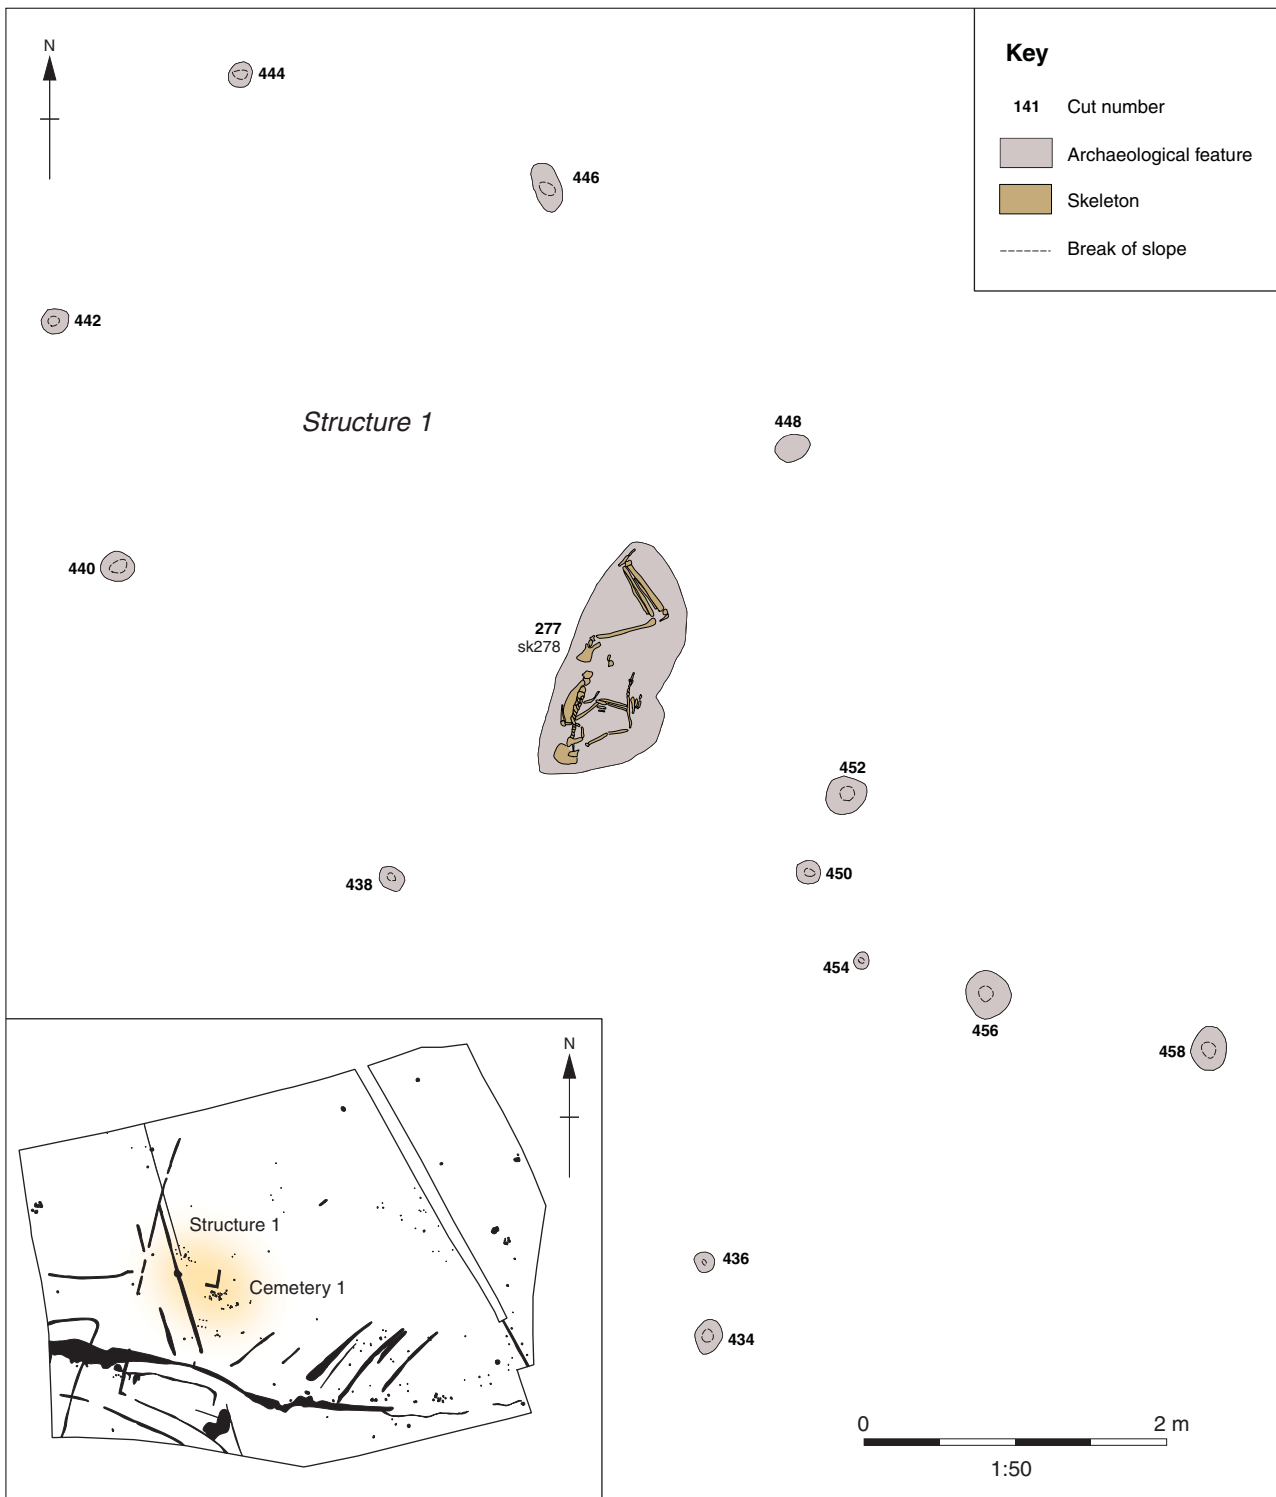 N
444
446
442
Structure 1
448
440
277
sk278
452
450
438
454
456
458
436
434
Key
141 Cut number
Archaeological feature
Skeleton
Break of slope
N
Structure 1
Cemetery 1
0 2 m
1:50